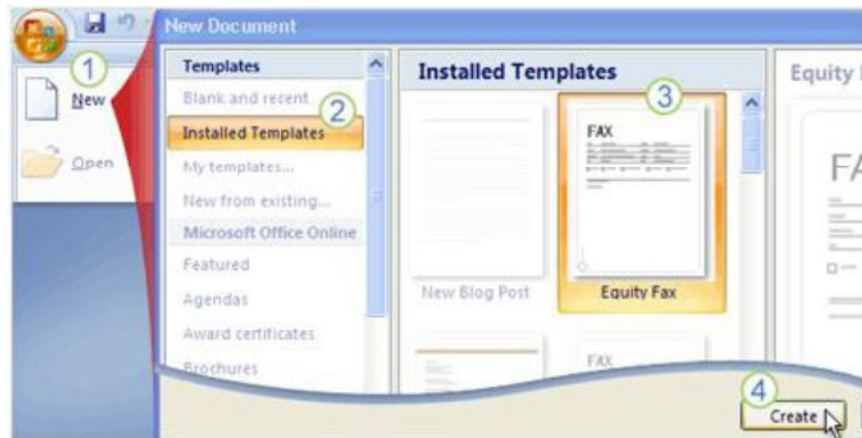 New Document
1
New
Open
Templates
Blank and recent
2
Installed Templates
My templates...
New from existing...
Microsoft Office Online
Featured
Agendas
Award certificates
Brochures
Installed Templates
3
FAX
New Blog Post
Equity Fax
FAX
Equity
FA
4
Create